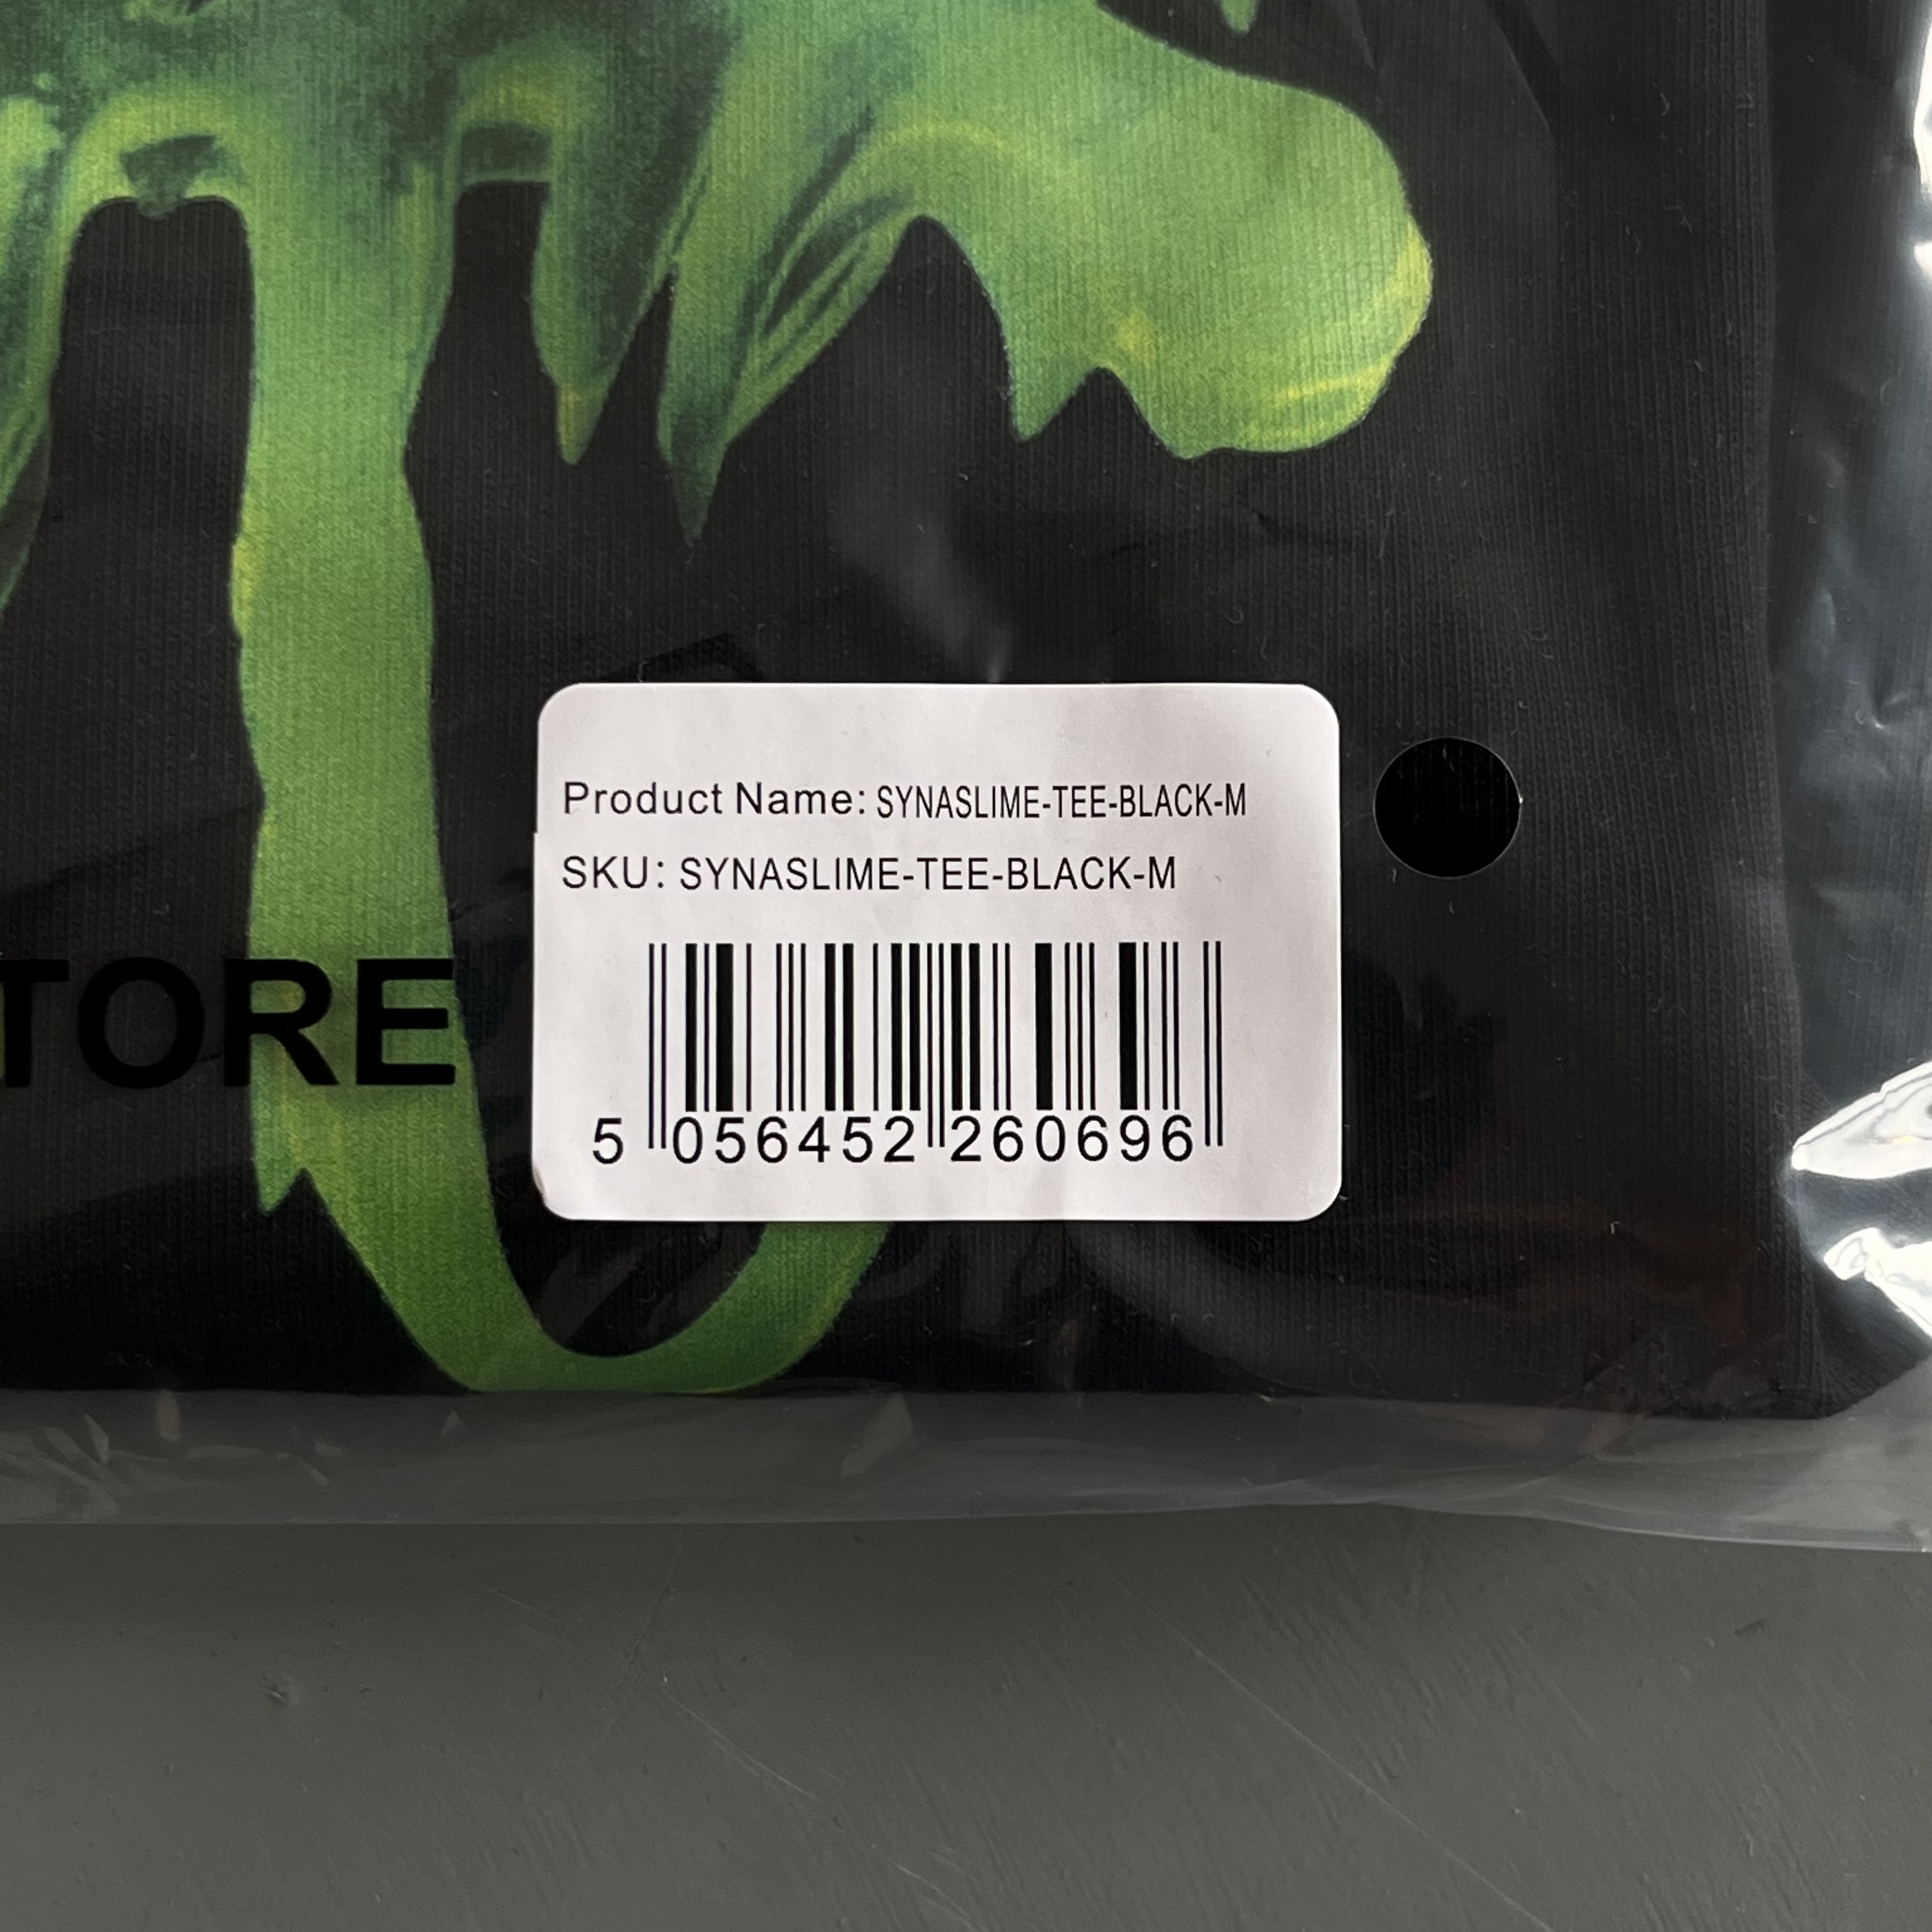 Product Name: SYNASLIME-TEE-BLACK-M
SKU: SYNASLIME-TEE-BLACK-M
TORE
5 056452 260696